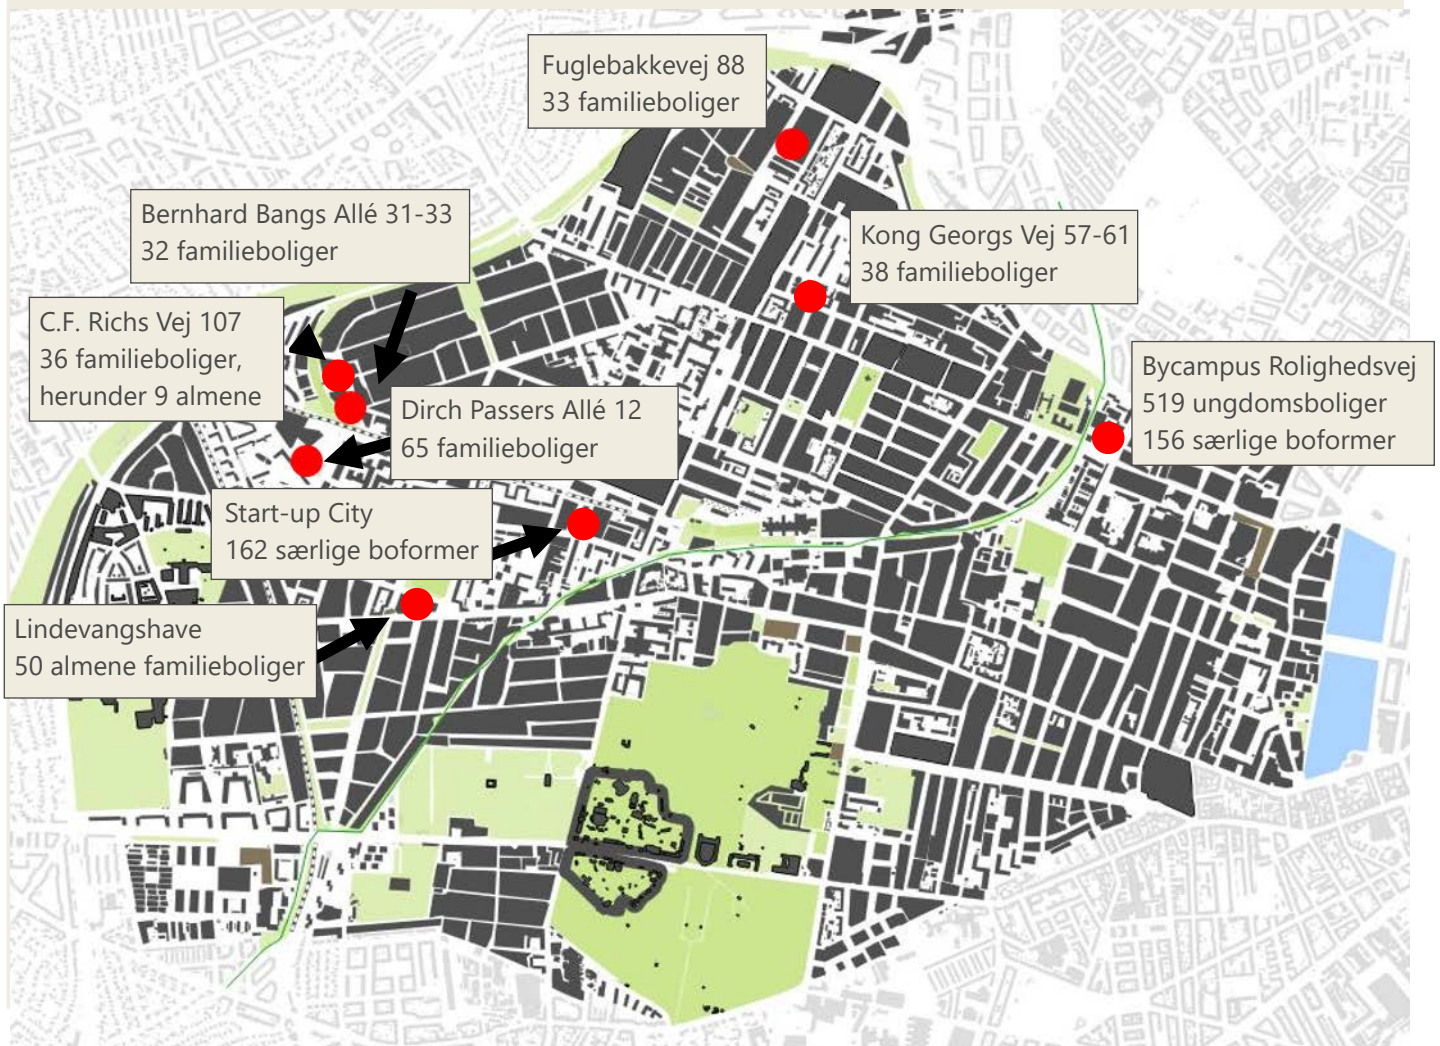 Fuglebakkevej 88
33 familieboliger
Bernhard Bangs Allé 31-33
32 familieboliger
Kong Georgs Vej 57-61
38 familieboliger
C.F. Richs Vej 107
36 familieboliger,
herunder 9 almene
Bycampus Rolighedsvej
519 ungdomsboliger
156 særlige boformer
Dirch Passers Allé 12
65 familieboliger
Start-up City
162 særlige boformer
Lindevangshave
50 almene familieboliger